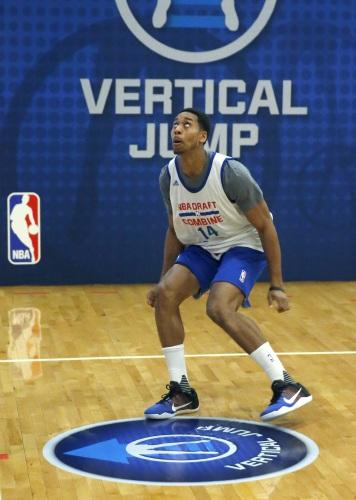 VERTICAL
JUMP
NBA DRAFT
COMBINE
14
NBA
VERTICAL JUMP